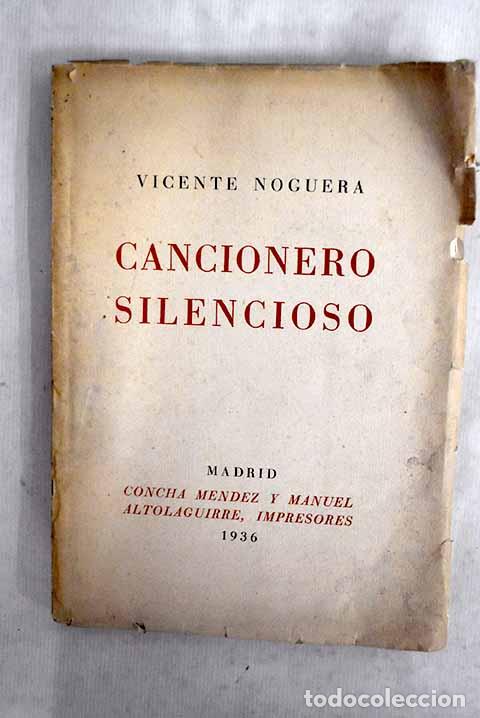 VICENTE NOGUERA
CANCIONERO
SILENCIOSO
MADRID
CONCHA MENDEZ Y MANUEL
ALTOLAGUIRRE, IMPRESORES
1936
todocoleccion